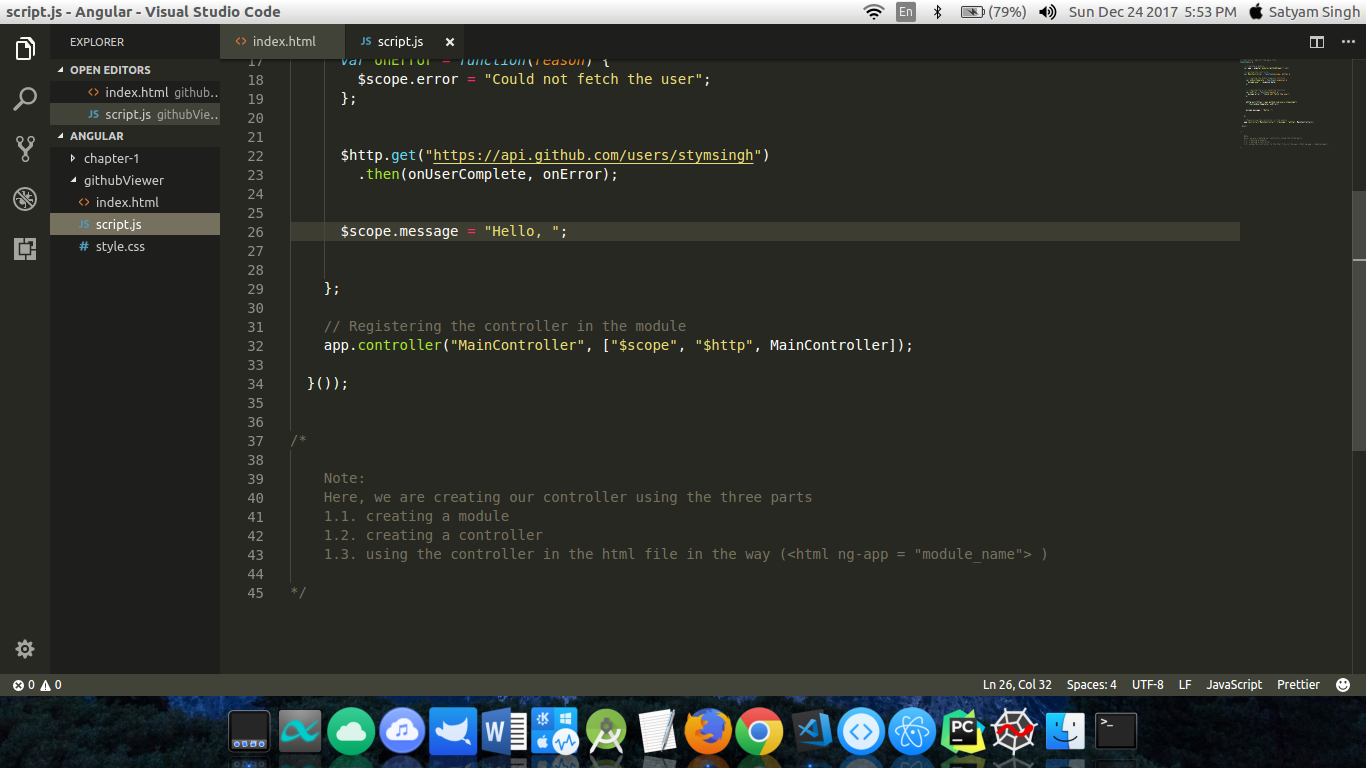 script.js - Angular - Visual Studio Code
En
(79%)
Sun Dec 24 2017 5:53 PM
Satyam Singh
EXPLORER
OPEN EDITORS
index.html github..
script.js githubVie..
ANGULAR
chapter-1
githubViewer
index.html
script.js
style.css
index.html
script.js
17 var onError = function(reason) {
18 $scope.error = "Could not fetch the user";
19 };
20
21
22 $http.get("https://api.github.com/users/stymsingh")
23 .then(onUserComplete, onError);
24
25
26 $scope.message = "Hello, ";
27
28
29 };
30
31 // Registering the controller in the module
32 app.controller("MainController", ["$scope", "$http", MainController]);
33
34 }());
35
36
37 /*
38
39 Note:
40 Here, we are creating our controller using the three parts
41 1.1. creating a module
42 1.2. creating a controller
43 1.3. using the controller in the html file in the way (<html ng-app = "module_name"> )
44
45 */
0 0
Ln 26, Col 32 Spaces: 4 UTF-8 LF JavaScript Prettier
W
PC
>_